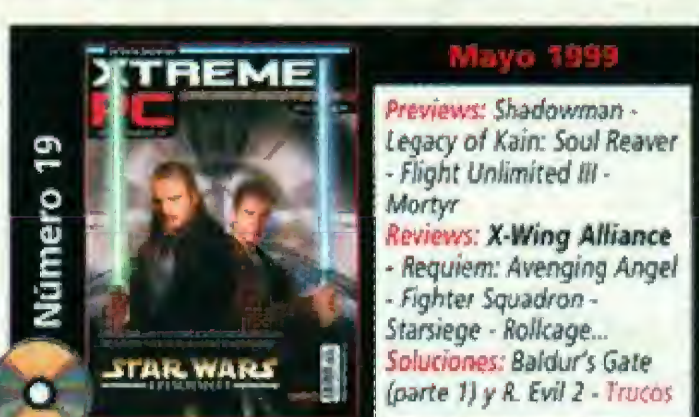 Número 19
XTREME
PC
STAR WARS
EPISODIO I
Mayo 1999
Previews: Shadowman -
Legacy of Kain: Soul Reaver
- Flight Unlimited III -
Mortyr
Reviews: X-Wing Alliance
- Requiem: Avenging Angel
- Fighter Squadron -
Starsiege - Rollcage...
Soluciones: Baldur's Gate
(parte 1) y R. Evil 2 - Trucos